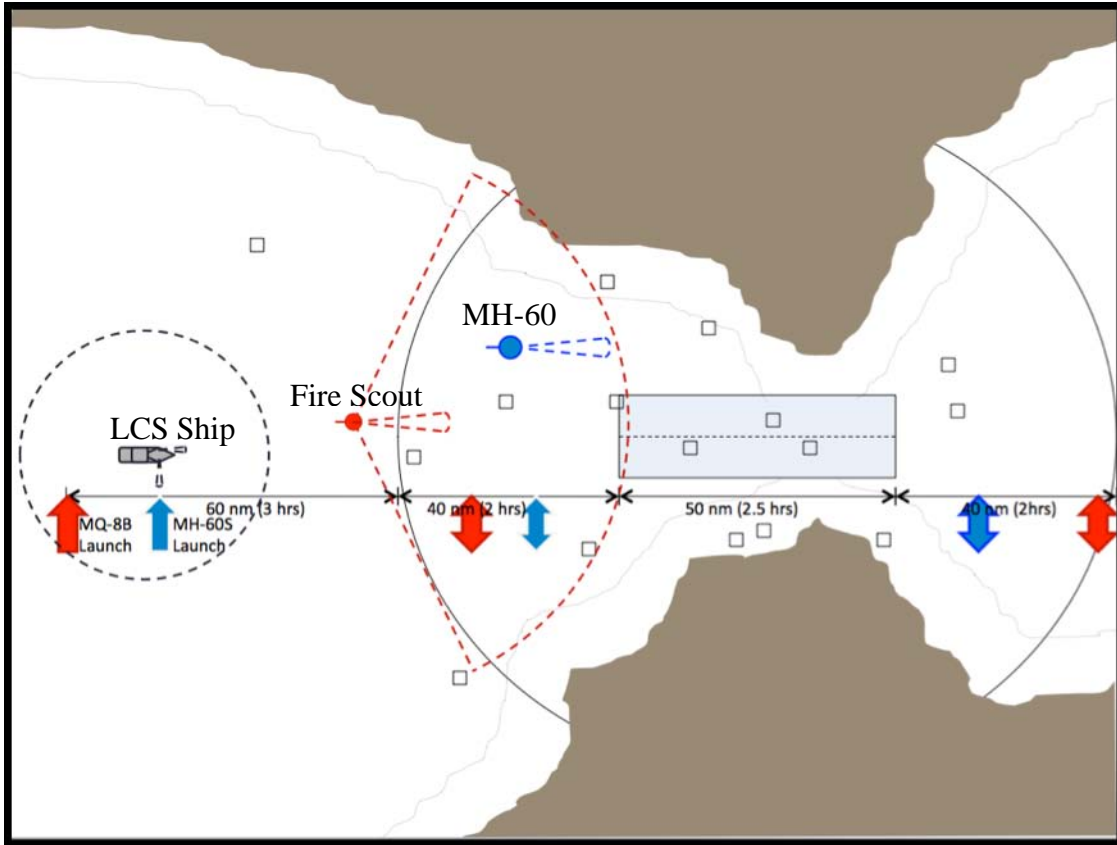 MH-60
Fire Scout
LCS Ship
60 nm (3 hrs)
40 nm (2 hrs)
50 nm (2.5 hrs)
40 nm (2hrs)
MQ-8B
Launch
MH-60S
Launch